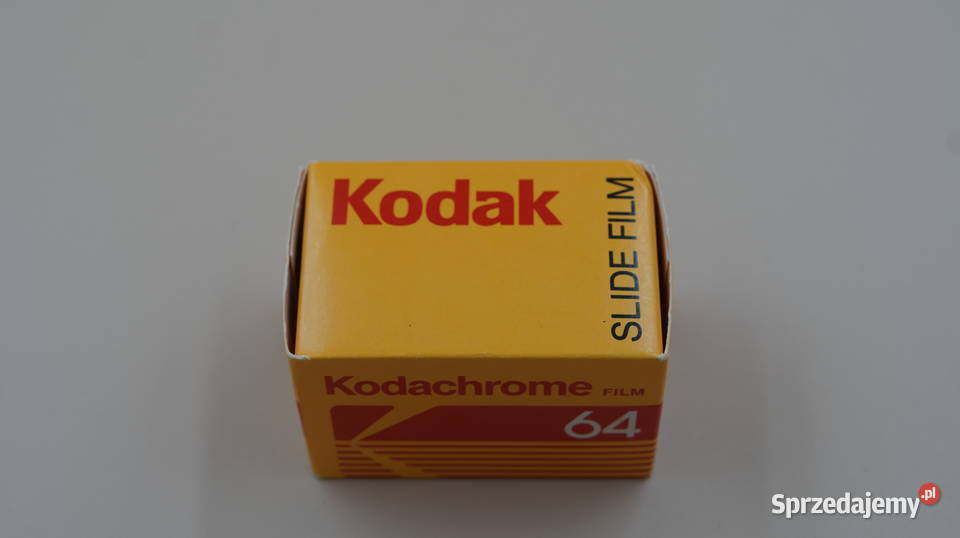 Kodak
SLIDE FILM
Kodachrome FILM
64
Sprzedajemy.pl